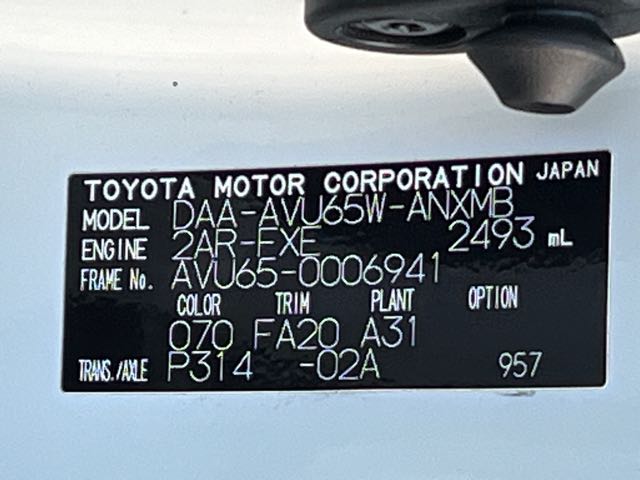 TOYOTA MOTOR CORPORATION JAPAN
MODEL DAA-AVU65W-ANXMB
ENGINE 2AR-FXE 2493 mL
FRAME No. AVU65-0006941
COLOR TRIM PLANT OPTION
070 FA20 A31
TRANS./AXLE P314 -02A 957